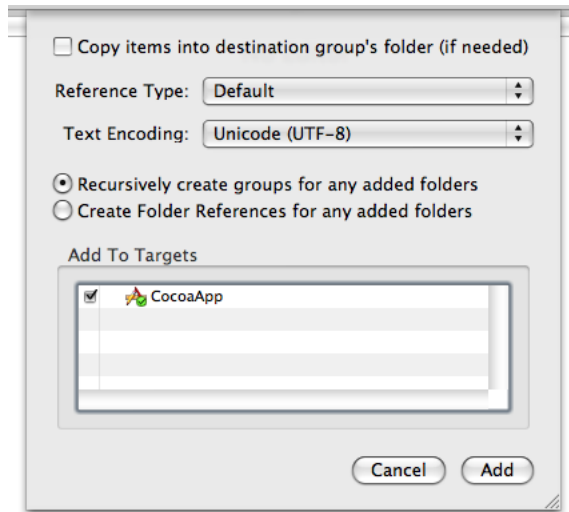 Copy items into destination group's folder (if needed)
Reference Type: Default
Text Encoding: Unicode (UTF-8)
Recursively create groups for any added folders
Create Folder References for any added folders
Add To Targets
CocoaApp
Cancel Add